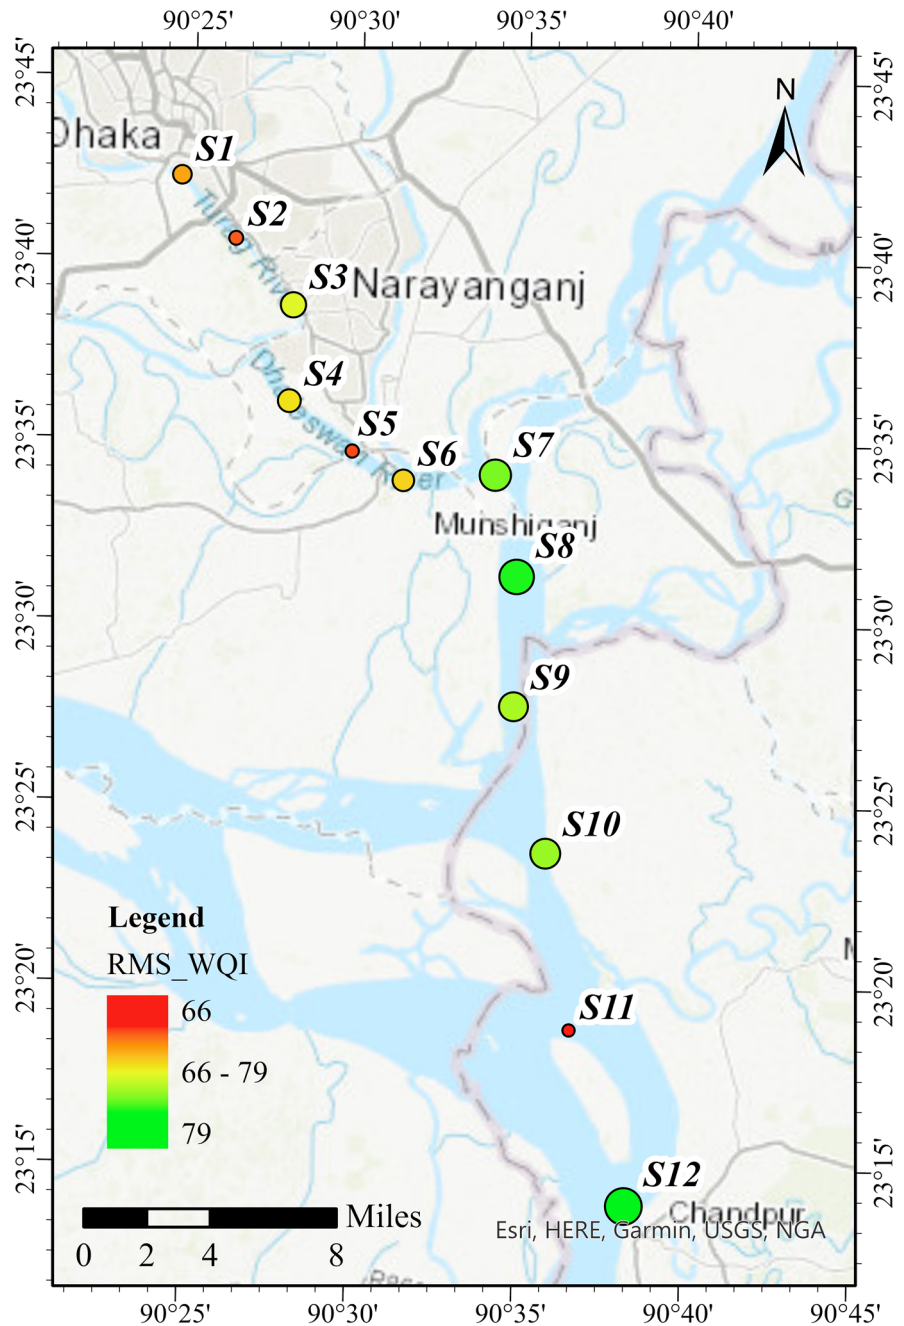 90°25' 90°30' 90°35' 90°40'
23°45' 23°45'
N
Dhaka
S1
Turag Riv
S2
23°40' 23°40'
S3
Narayanganj
S4
S5
S6
S7
23°35' 23°35'
Munshiganj
S8
23°30' 23°30'
S9
23°25' 23°25'
S10
Legend
RMS_WQI
66
66 - 79
79
23°20' 23°20'
S11
23°15' 23°15'
S12
Chandpur
Miles
0 2 4 8
Esri, HERE, Garmin, USGS, NGA
90°25' 90°30' 90°35' 90°40' 90°45'